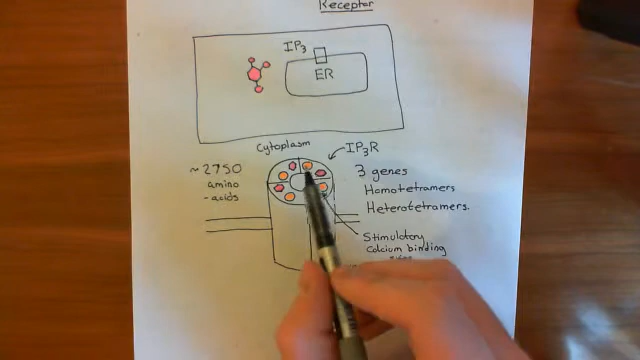 Receptor
IP3
ER
Cytoplasm
IP3R
~ 2750
amino
-acids
3 genes
Homotetramers
Heterotetramers.
Stimulatory
Calcium binding